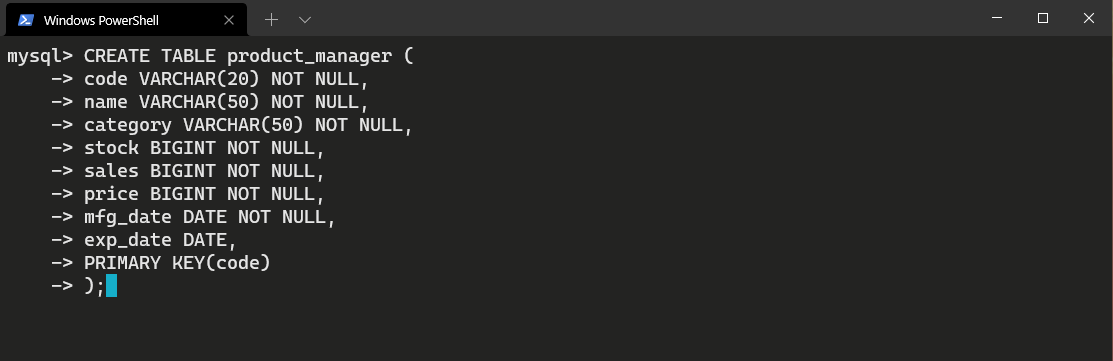 Windows PowerShell
mysql> CREATE TABLE product_manager (
    -> code VARCHAR(20) NOT NULL,
    -> name VARCHAR(50) NOT NULL,
    -> category VARCHAR(50) NOT NULL,
    -> stock BIGINT NOT NULL,
    -> sales BIGINT NOT NULL,
    -> price BIGINT NOT NULL,
    -> mfg_date DATE NOT NULL,
    -> exp_date DATE,
    -> PRIMARY KEY(code)
    -> );